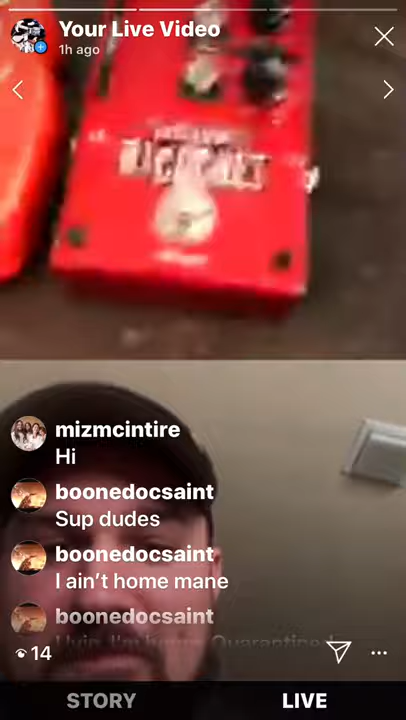 Your Live Video
1h ago
mizmcintire
Hi
boonedocsaint
Sup dudes
boonedocsaint
I ain't home mane
boonedocsaint
14
STORY
LIVE